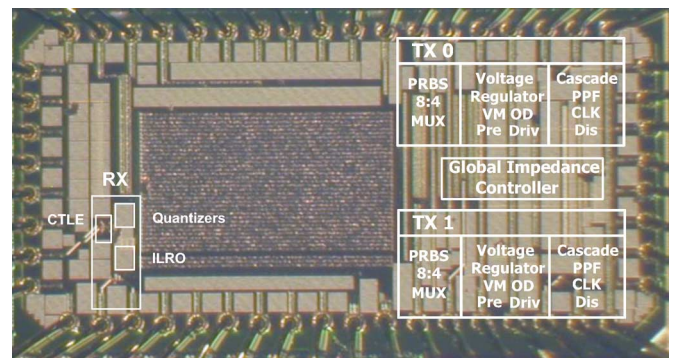 TX 0
PRBS
8:4
MUX
Voltage
Regulator
VM OD
Pre Driv
Cascade
PPF
CLK
Dis
Global Impedance
Controller
RX
CTLE
Quantizers
ILRO
TX 1
PRBS
8:4
MUX
Voltage
Regulator
VM OD
Pre Driv
Cascade
PPF
CLK
Dis